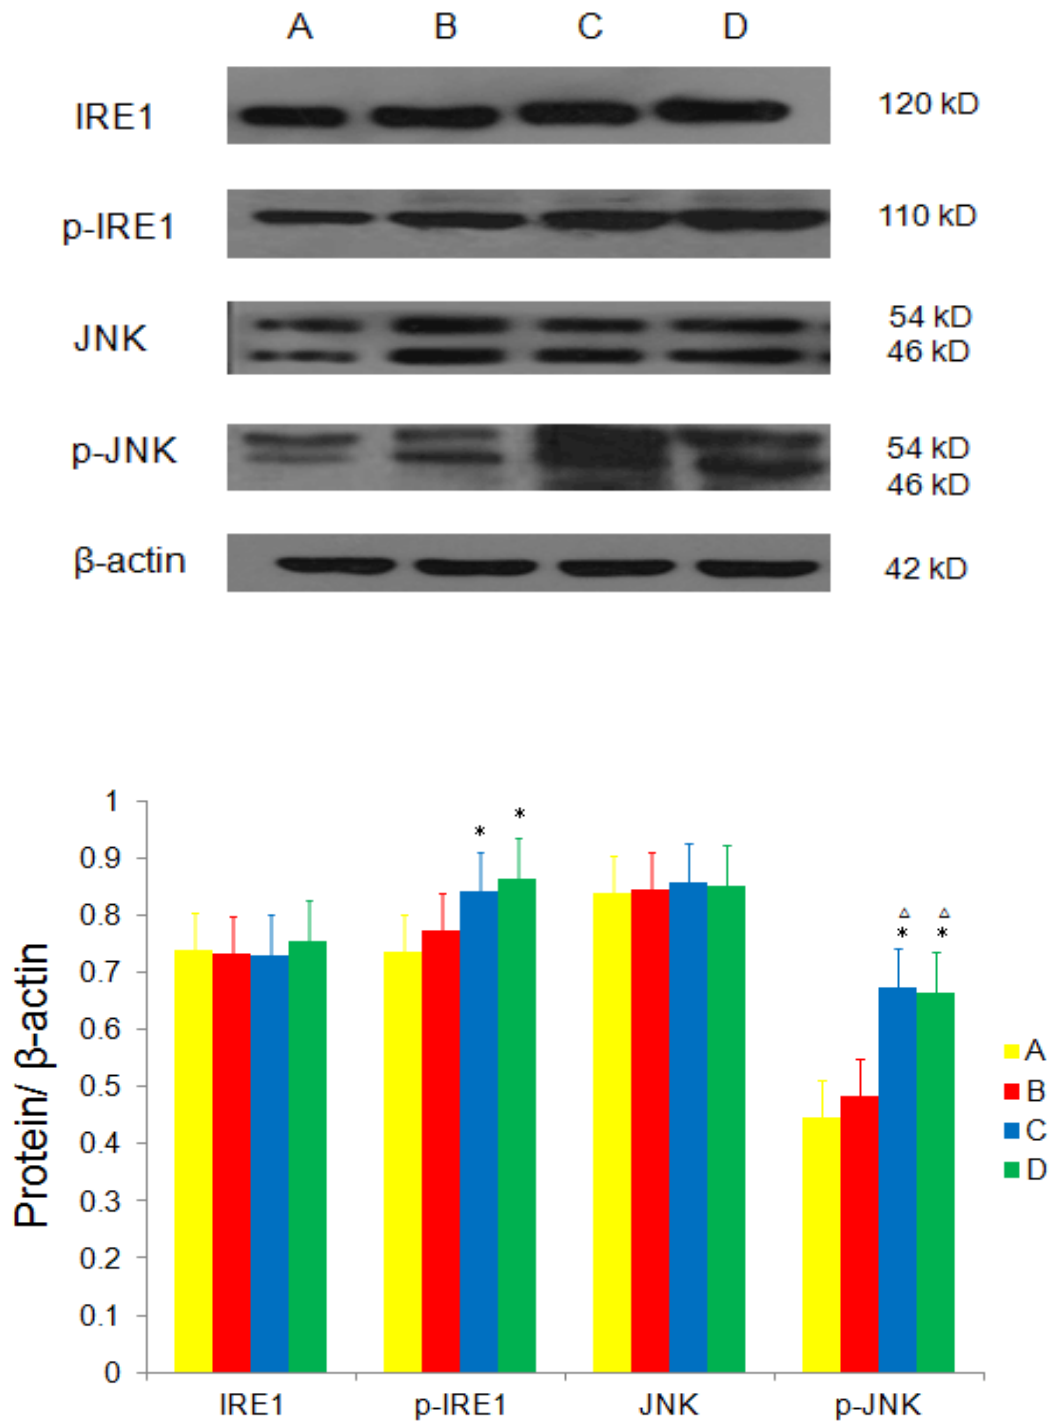 A B C D
IRE1 120 kD
p-IRE1 110 kD
JNK 54 kD
46 kD
p-JNK 54 kD
46 kD
β-actin 42 kD
Protein/ β-actin
1
0.9
0.8
0.7
0.6
0.5
0.4
0.3
0.2
0.1
0
* *
Δ Δ
* *
IRE1 p-IRE1 JNK p-JNK
A
B
C
D